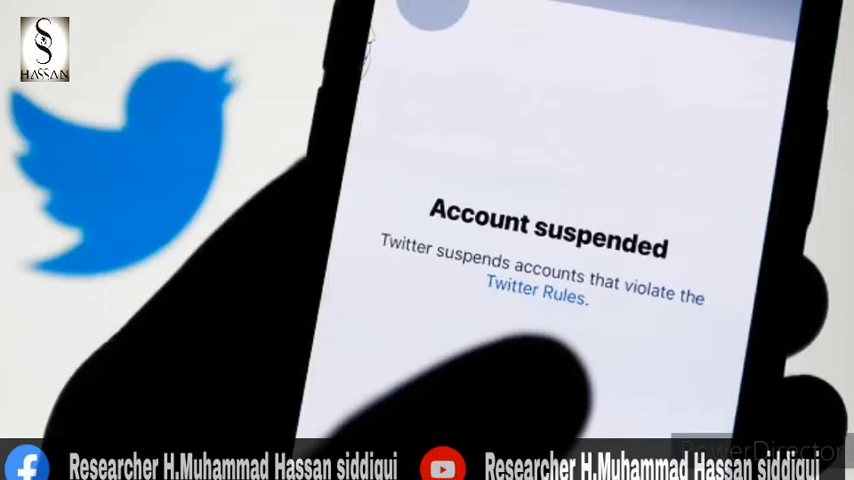 HASSAN
Account suspended
Twitter suspends accounts that violate the
Twitter Rules.
PowerDirector
Researcher H.Muhammad Hassan siddiqui
Researcher H.Muhammad Hassan siddiqui